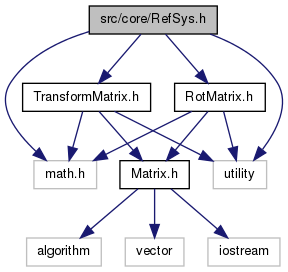 src/core/RefSys.h
TransformMatrix.h
RotMatrix.h
math.h
Matrix.h
utility
algorithm
vector
iostream